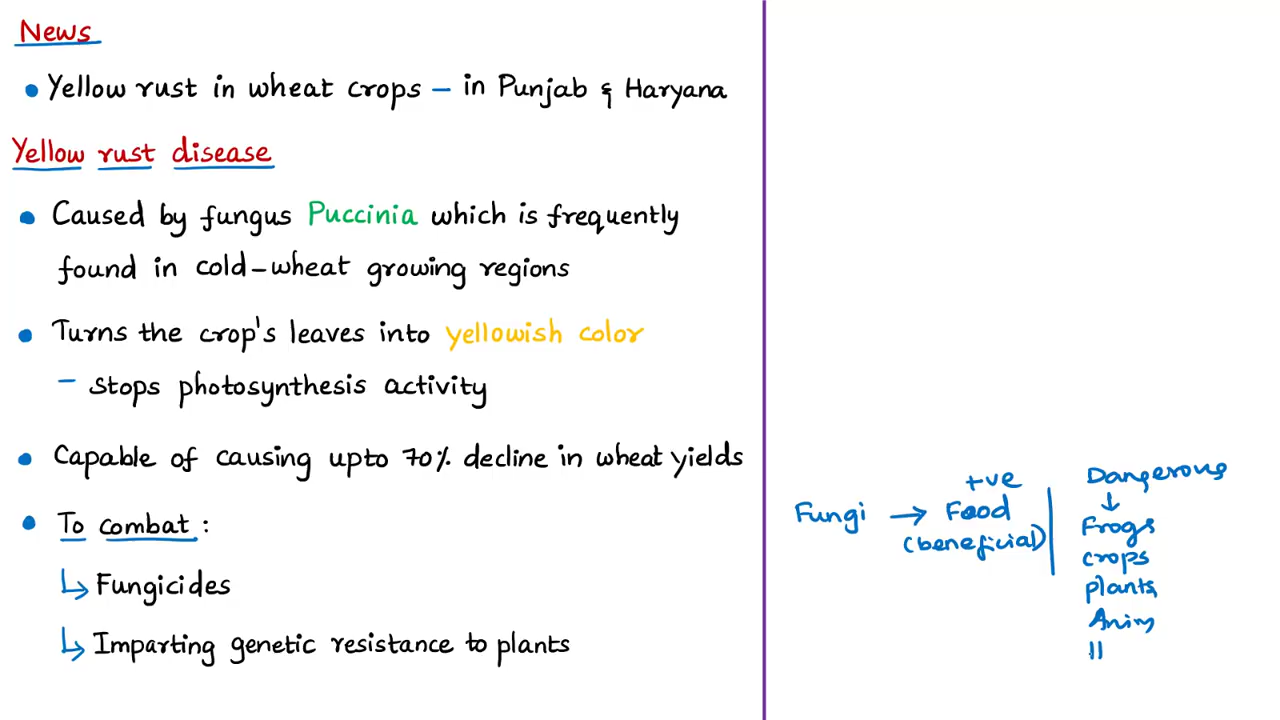 News
• Yellow rust in wheat crops – in Punjab & Haryana
Yellow rust disease
• Caused by fungus Puccinia which is frequently
found in cold-wheat growing regions
• Turns the crop's leaves into yellowish color
– stops photosynthesis activity
• Capable of causing upto 70% decline in wheat yields
• To combat :
↳ Fungicides
↳ Imparting genetic resistance to plants
+ve
Fungi → Food
(beneficial)
Dangerous
↓
Frogs
crops
plants
Anim